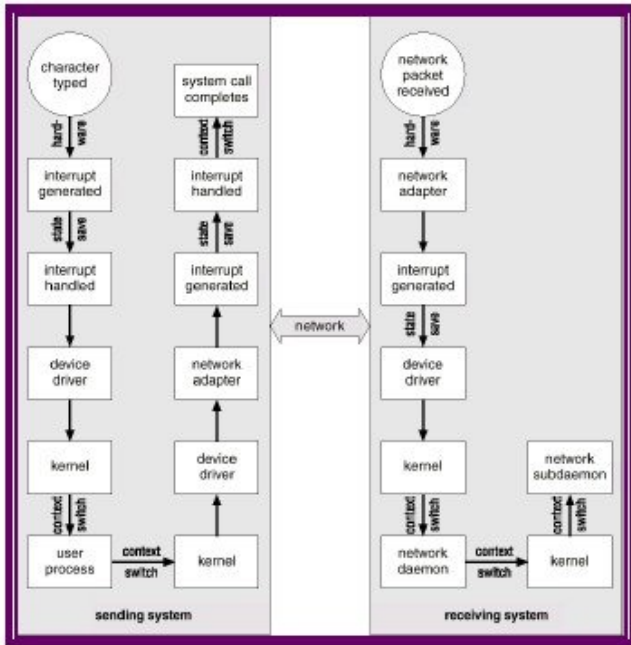 character
typed
hard-
ware
interrupt
generated
state
save
interrupt
handled
device
driver
kernel
context
switch
user
process
context
switch
kernel
device
driver
network
adapter
interrupt
generated
state
save
interrupt
handled
context
switch
system call
completes
sending system
network
network
packet
received
hard-
ware
network
adapter
interrupt
generated
state
save
device
driver
kernel
context
switch
network
daemon
context
switch
kernel
context
switch
network
subdaemon
receiving system